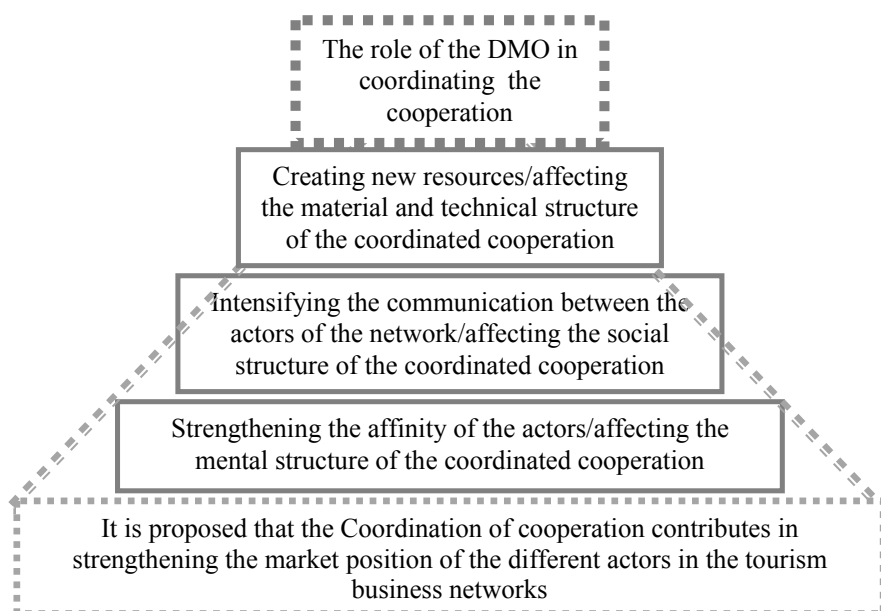 The role of the DMO in
coordinating the
cooperation
Creating new resources/affecting
the material and technical structure
of the coordinated cooperation
Intensifying the communication between the
actors of the network/affecting the social
structure of the coordinated cooperation
Strengthening the affinity of the actors/affecting the
mental structure of the coordinated cooperation
It is proposed that the Coordination of cooperation contributes in
strengthening the market position of the different actors in the tourism
business networks